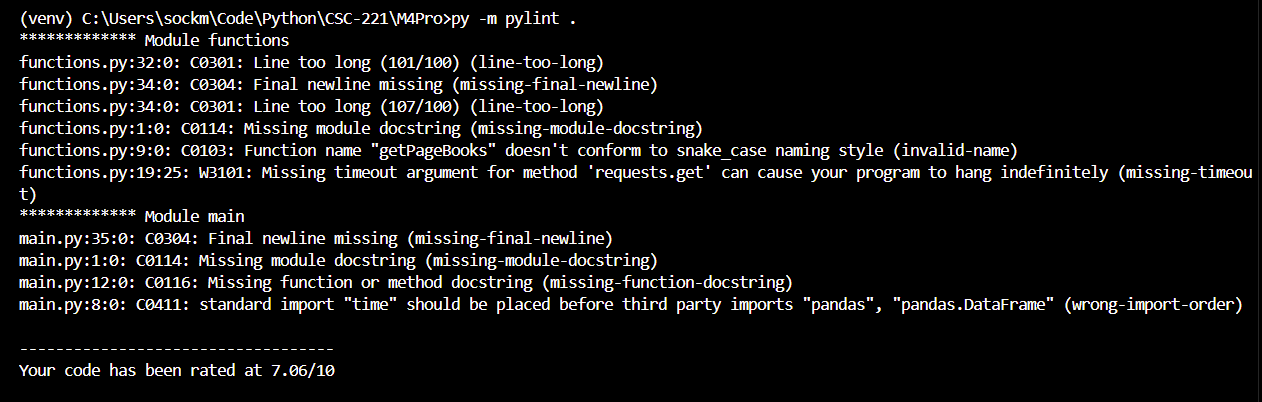 (venv) C:\Users\sockm\Code\Python\CSC-221\M4Pro>py -m pylint .
************* Module functions
functions.py:32:0: C0301: Line too long (101/100) (line-too-long)
functions.py:34:0: C0304: Final newline missing (missing-final-newline)
functions.py:34:0: C0301: Line too long (107/100) (line-too-long)
functions.py:1:0: C0114: Missing module docstring (missing-module-docstring)
functions.py:9:0: C0103: Function name "getPageBooks" doesn't conform to snake_case naming style (invalid-name)
functions.py:19:25: W3101: Missing timeout argument for method 'requests.get' can cause your program to hang indefinitely (missing-timeou
t)
************* Module main
main.py:35:0: C0304: Final newline missing (missing-final-newline)
main.py:1:0: C0114: Missing module docstring (missing-module-docstring)
main.py:12:0: C0116: Missing function or method docstring (missing-function-docstring)
main.py:8:0: C0411: standard import "time" should be placed before third party imports "pandas", "pandas.DataFrame" (wrong-import-order)
-----------------------------------
Your code has been rated at 7.06/10